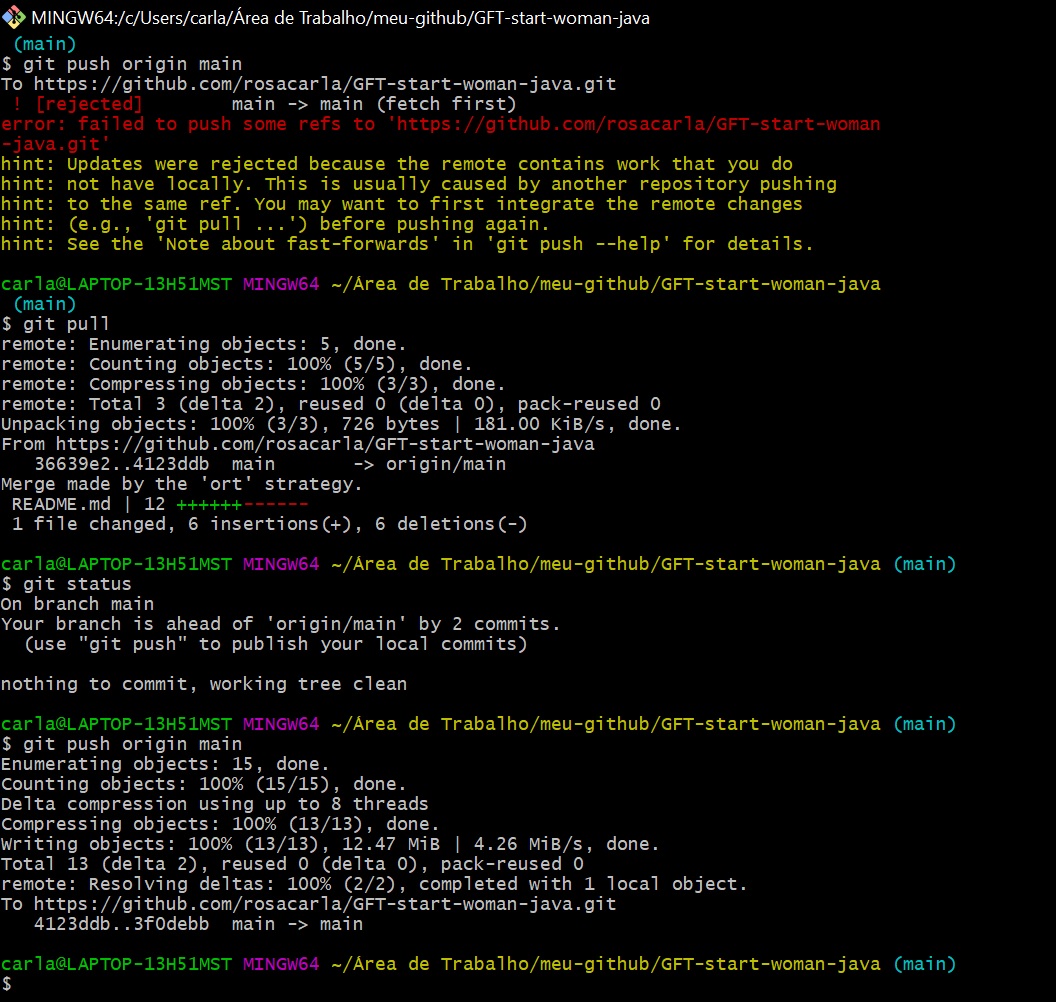 MINGW64:/c/Users/carla/Área de Trabalho/meu-github/GFT-start-woman-java
(main)
$ git push origin main
To https://github.com/rosacarla/GFT-start-woman-java.git
 ! [rejected]        main -> main (fetch first)
error: failed to push some refs to 'https://github.com/rosacarla/GFT-start-woman
-java.git'
hint: Updates were rejected because the remote contains work that you do
hint: not have locally. This is usually caused by another repository pushing
hint: to the same ref. You may want to first integrate the remote changes
hint: (e.g., 'git pull ...') before pushing again.
hint: See the 'Note about fast-forwards' in 'git push --help' for details.
carla@LAPTOP-13H51MST MINGW64 ~/Área de Trabalho/meu-github/GFT-start-woman-java
 (main)
$ git pull
remote: Enumerating objects: 5, done.
remote: Counting objects: 100% (5/5), done.
remote: Compressing objects: 100% (3/3), done.
remote: Total 3 (delta 2), reused 0 (delta 0), pack-reused 0
Unpacking objects: 100% (3/3), 726 bytes | 181.00 KiB/s, done.
From https://github.com/rosacarla/GFT-start-woman-java
   36639e2..4123ddb  main       -> origin/main
Merge made by the 'ort' strategy.
 README.md | 12 ++++++------
 1 file changed, 6 insertions(+), 6 deletions(-)
carla@LAPTOP-13H51MST MINGW64 ~/Área de Trabalho/meu-github/GFT-start-woman-java (main)
$ git status
On branch main
Your branch is ahead of 'origin/main' by 2 commits.
  (use "git push" to publish your local commits)
nothing to commit, working tree clean
carla@LAPTOP-13H51MST MINGW64 ~/Área de Trabalho/meu-github/GFT-start-woman-java (main)
$ git push origin main
Enumerating objects: 15, done.
Counting objects: 100% (15/15), done.
Delta compression using up to 8 threads
Compressing objects: 100% (13/13), done.
Writing objects: 100% (13/13), 12.47 MiB | 4.26 MiB/s, done.
Total 13 (delta 2), reused 0 (delta 0), pack-reused 0
remote: Resolving deltas: 100% (2/2), completed with 1 local object.
To https://github.com/rosacarla/GFT-start-woman-java.git
   4123ddb..3f0debb  main -> main
carla@LAPTOP-13H51MST MINGW64 ~/Área de Trabalho/meu-github/GFT-start-woman-java (main)
$